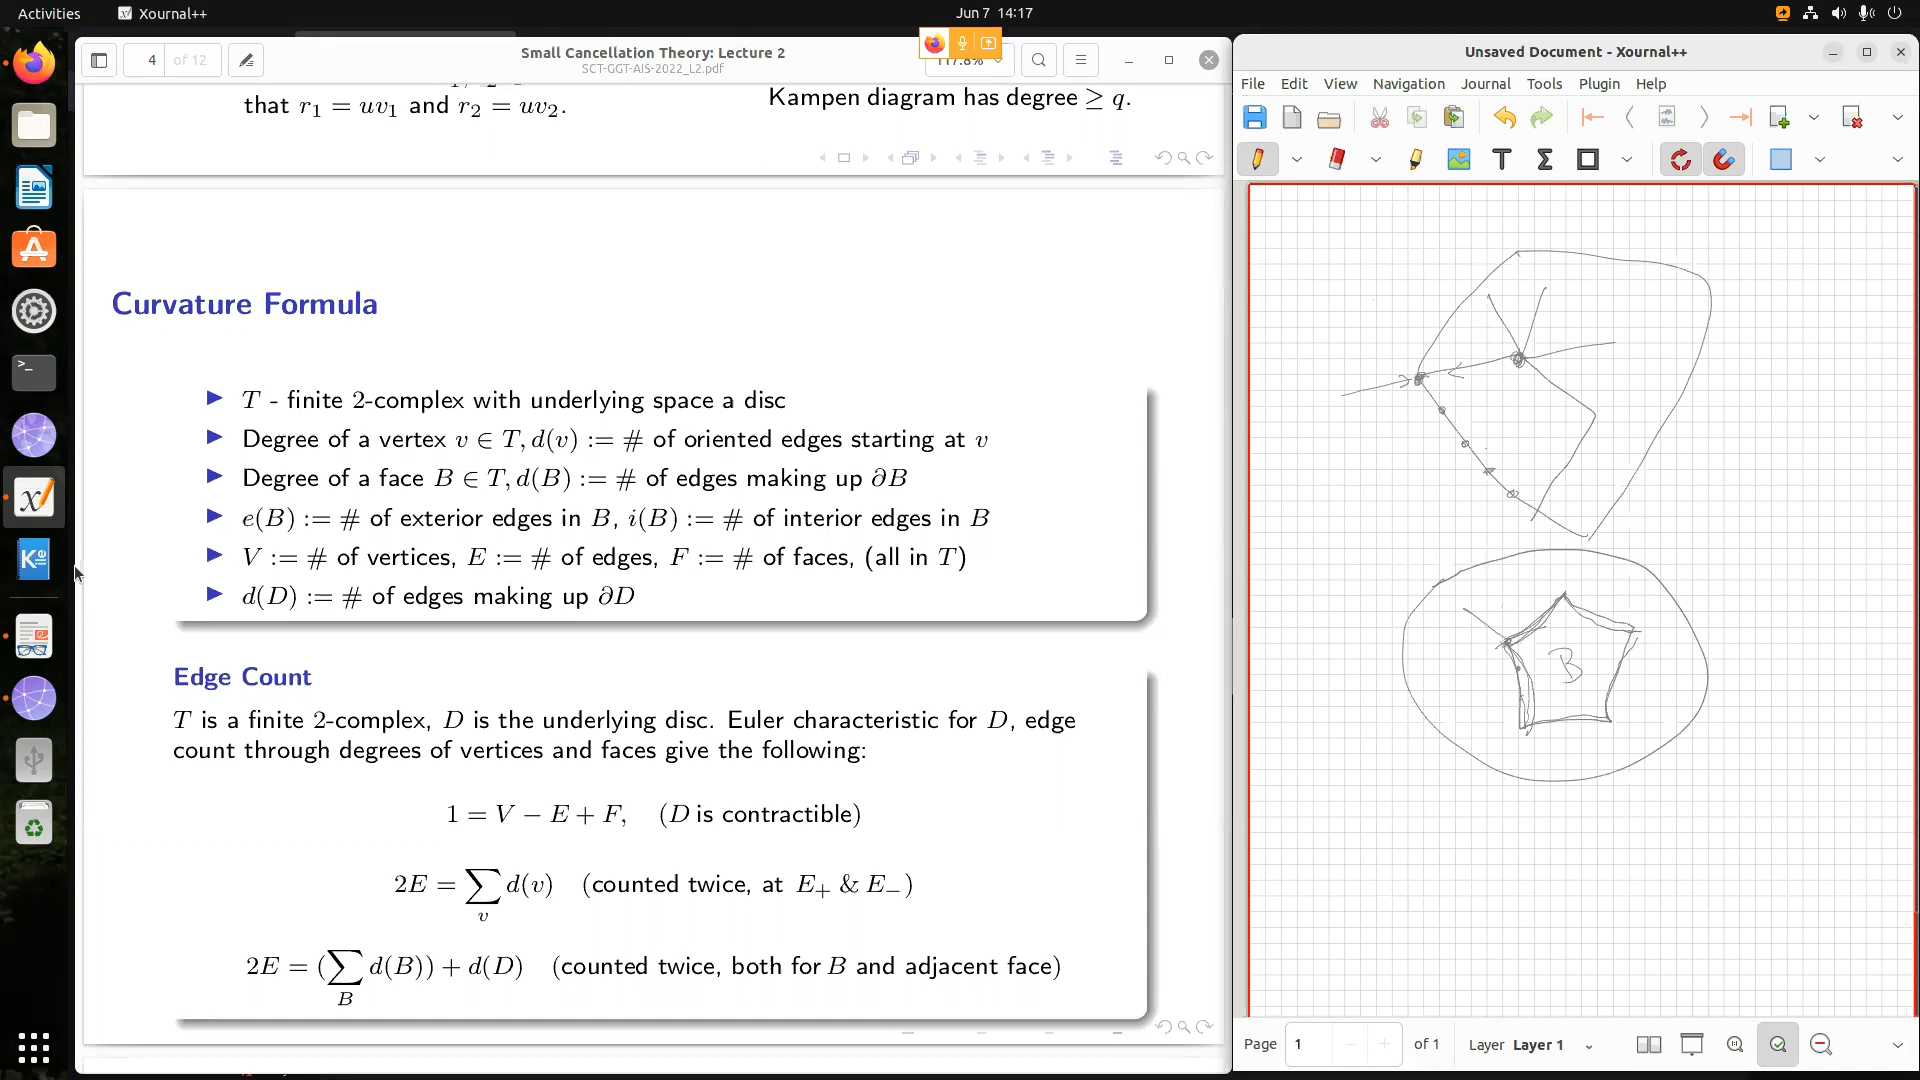 Activities
Xournal++
Jun 7 14:17
4 of 12
Small Cancellation Theory: Lecture 2
SCT-GGT-AIS-2022_L2.pdf
that r₁ = uv₁ and r₂ = uv₂.
Kampen diagram has degree ≥ q.
Curvature Formula
T - finite 2-complex with underlying space a disc
Degree of a vertex v ∈ T, d(v) := # of oriented edges starting at v
Degree of a face B ∈ T, d(B) := # of edges making up ∂B
e(B) := # of exterior edges in B, i(B) := # of interior edges in B
V := # of vertices, E := # of edges, F := # of faces, (all in T)
d(D) := # of edges making up ∂D
Edge Count
T is a finite 2-complex, D is the underlying disc. Euler characteristic for D, edge
count through degrees of vertices and faces give the following:
1 = V − E + F, (D is contractible)
2E = ∑_v d(v) (counted twice, at E₊ & E₋)
2E = (∑_B d(B)) + d(D) (counted twice, both for B and adjacent face)
Unsaved Document - Xournal++
File Edit View Navigation Journal Tools Plugin Help
B
Page 1 of 1 Layer Layer 1